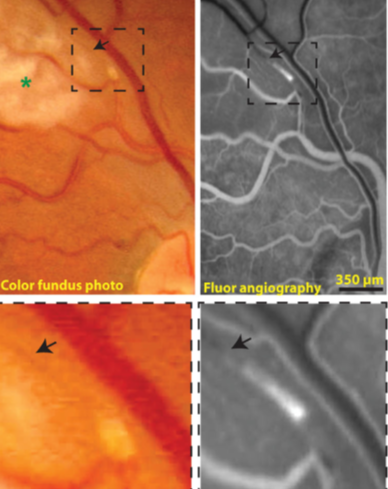 *
Color fundus photo
Fluor angiography
350 µm